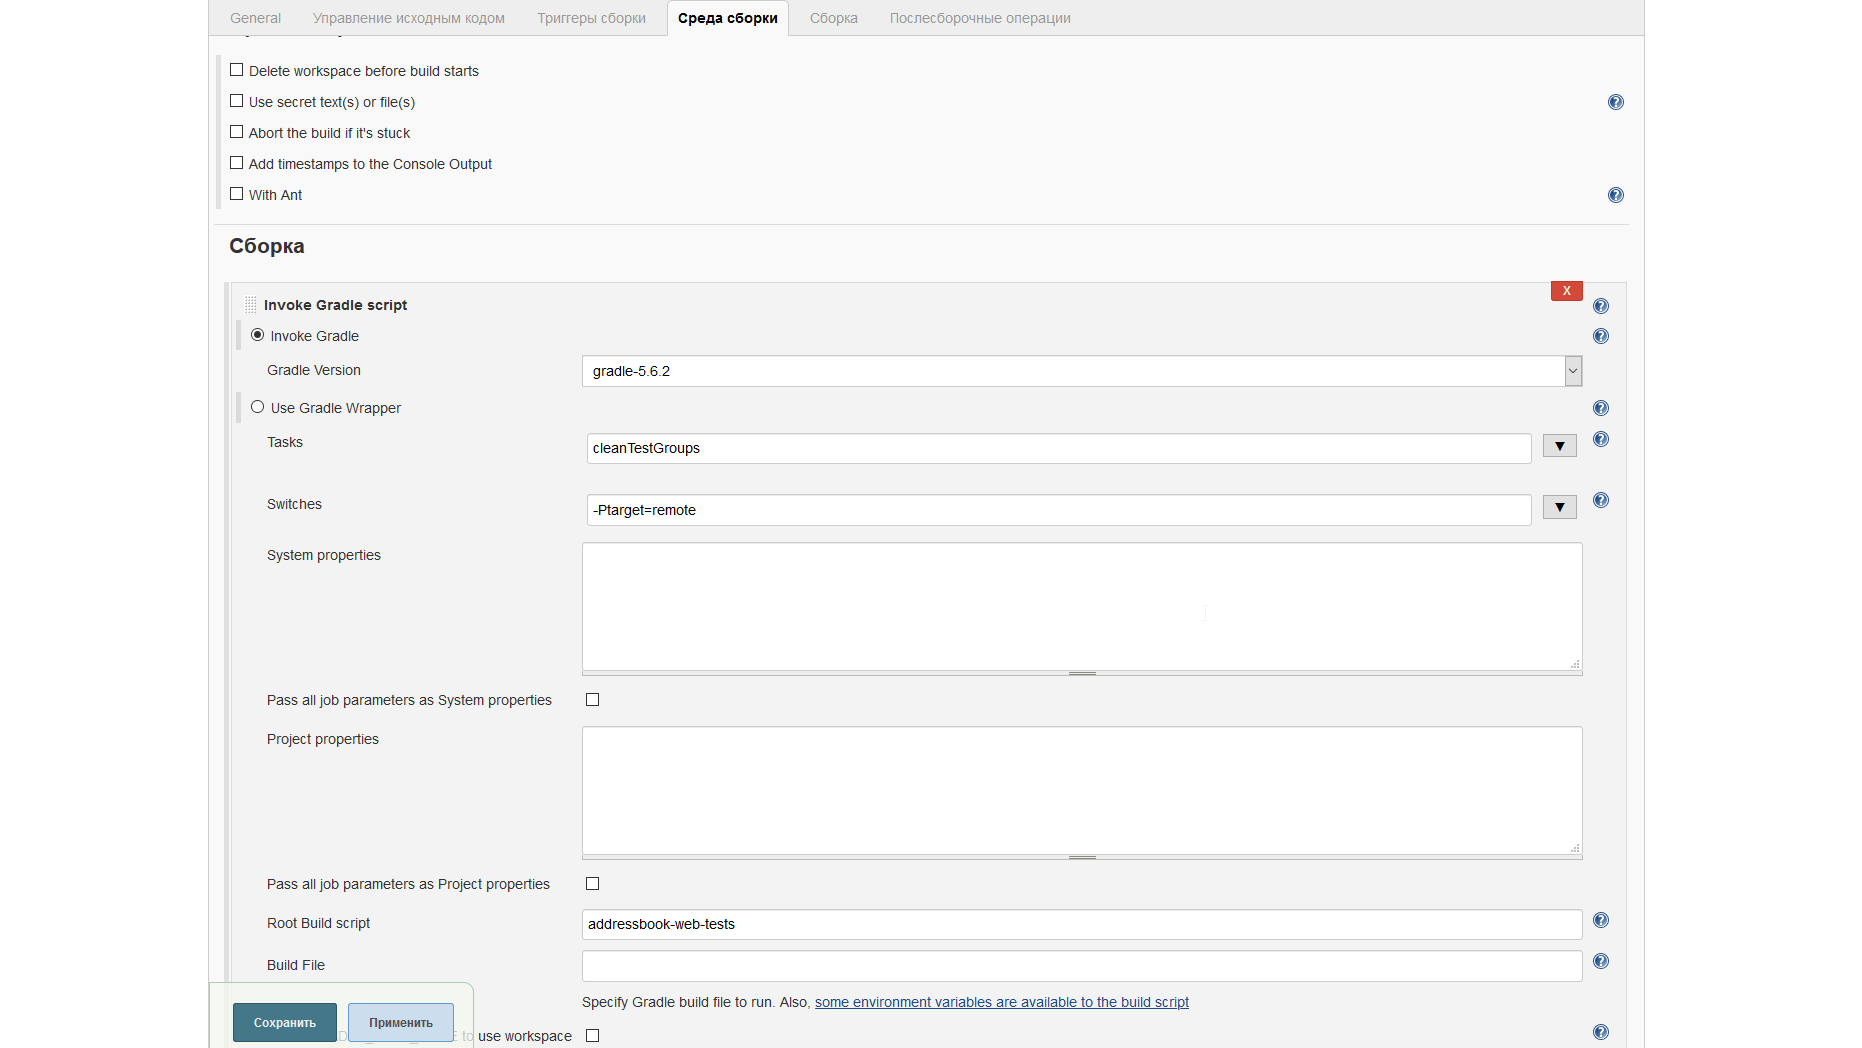 General Управление исходным кодом Триггеры сборки Среда сборки Сборка Послесборочные операции
Delete workspace before build starts
Use secret text(s) or file(s)
Abort the build if it's stuck
Add timestamps to the Console Output
With Ant
Сборка
X
Invoke Gradle script
Invoke Gradle
Gradle Version gradle-5.6.2
Use Gradle Wrapper
Tasks cleanTestGroups
Switches -Ptarget=remote
System properties
Pass all job parameters as System properties
Project properties
Pass all job parameters as Project properties
Root Build script addressbook-web-tests
Build File
Specify Gradle build file to run. Also, some environment variables are available to the build script
Сохранить Применить
to use workspace